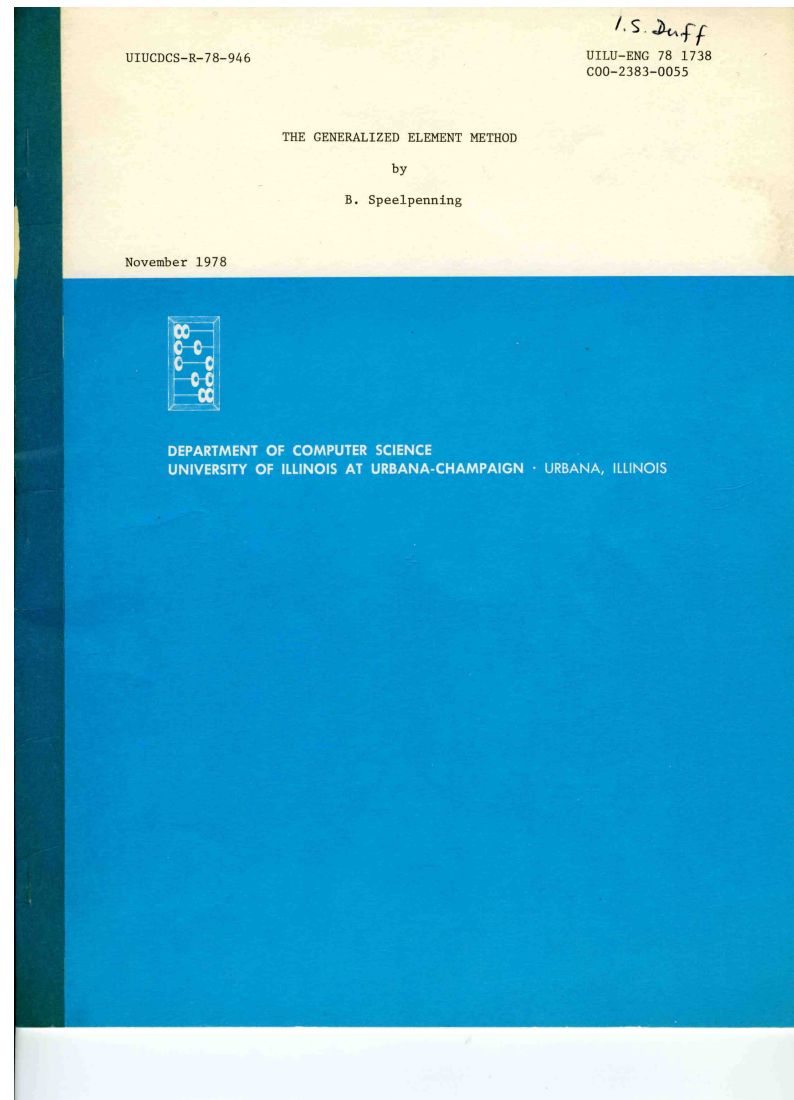 I.S. Duff
UIUCDCS-R-78-946
UILU-ENG 78 1738
COO-2383-0055
THE GENERALIZED ELEMENT METHOD
by
B. Speelpenning
November 1978
DEPARTMENT OF COMPUTER SCIENCE
UNIVERSITY OF ILLINOIS AT URBANA-CHAMPAIGN · URBANA, ILLINOIS